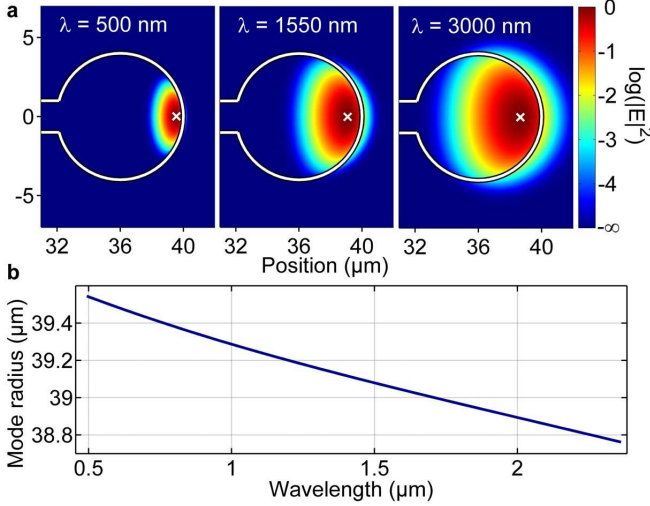 a
λ = 500 nm
λ = 1550 nm
λ = 3000 nm
5
0
-5
32
36
40
32
36
40
32
36
40
Position (µm)
0
-1
-2
-3
-4
-∞
log(|E|²)
b
39.4
39.2
39
38.8
Mode radius (µm)
0.5
1
1.5
2
Wavelength (µm)